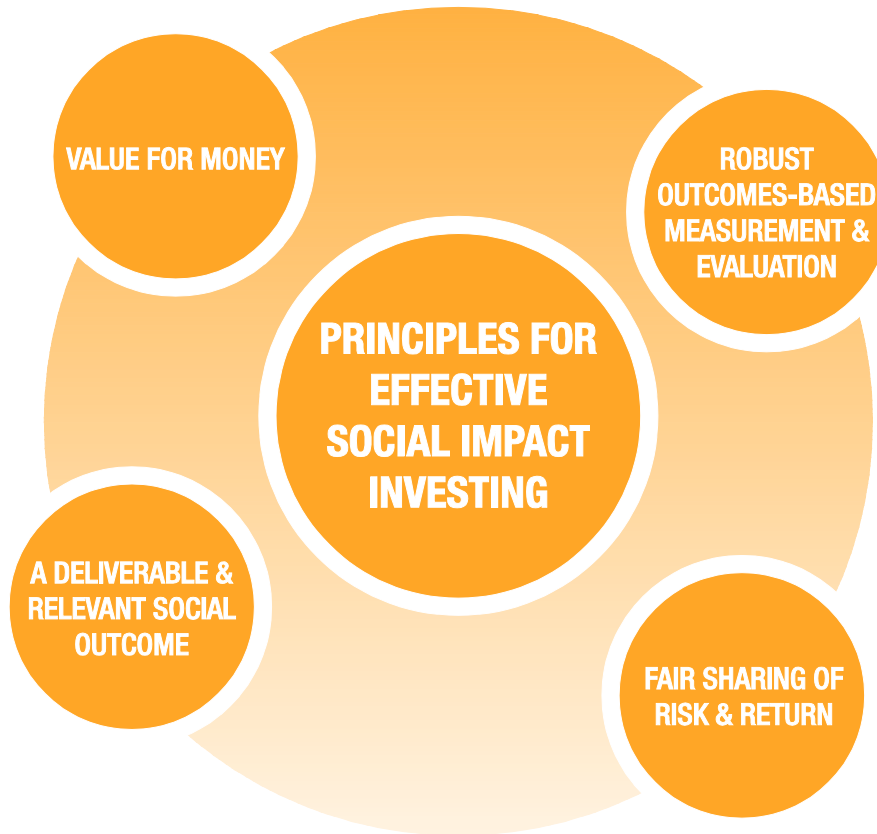 VALUE FOR MONEY
ROBUST
OUTCOMES-BASED
MEASUREMENT &
EVALUATION
PRINCIPLES FOR
EFFECTIVE
SOCIAL IMPACT
INVESTING
A DELIVERABLE &
RELEVANT SOCIAL
OUTCOME
FAIR SHARING OF
RISK & RETURN